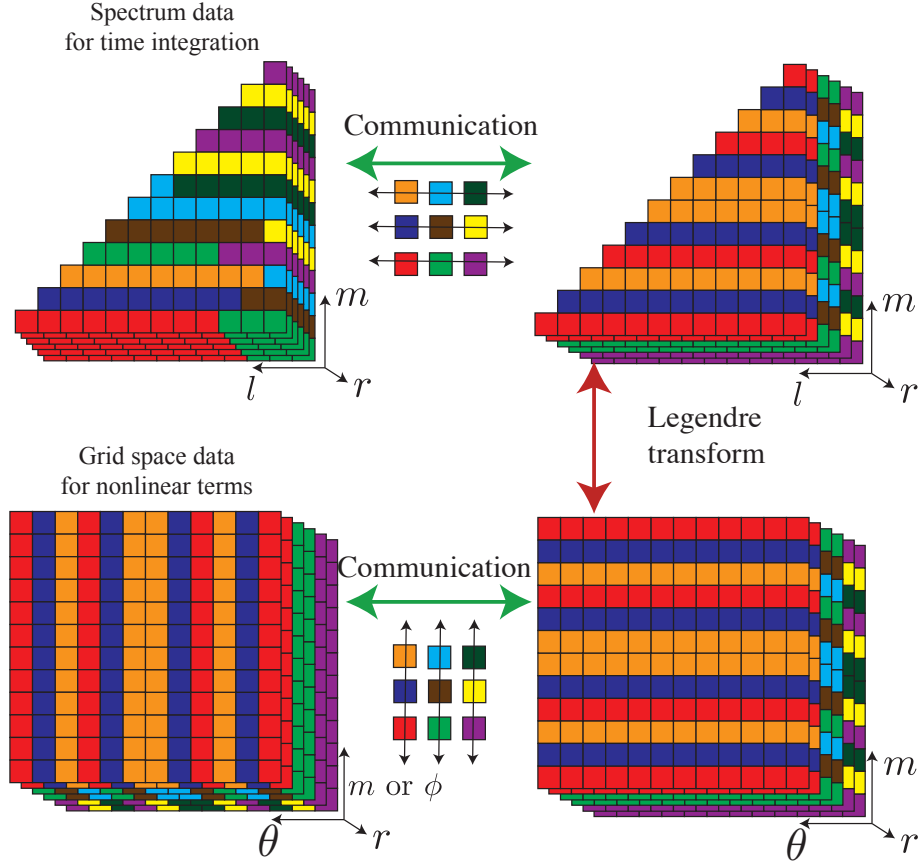 Spectrum data
for time integration
Communication
m
l
r
m
l
r
Legendre
transform
Grid space data
for nonlinear terms
Communication
m or ϕ
θ
r
m
θ
r